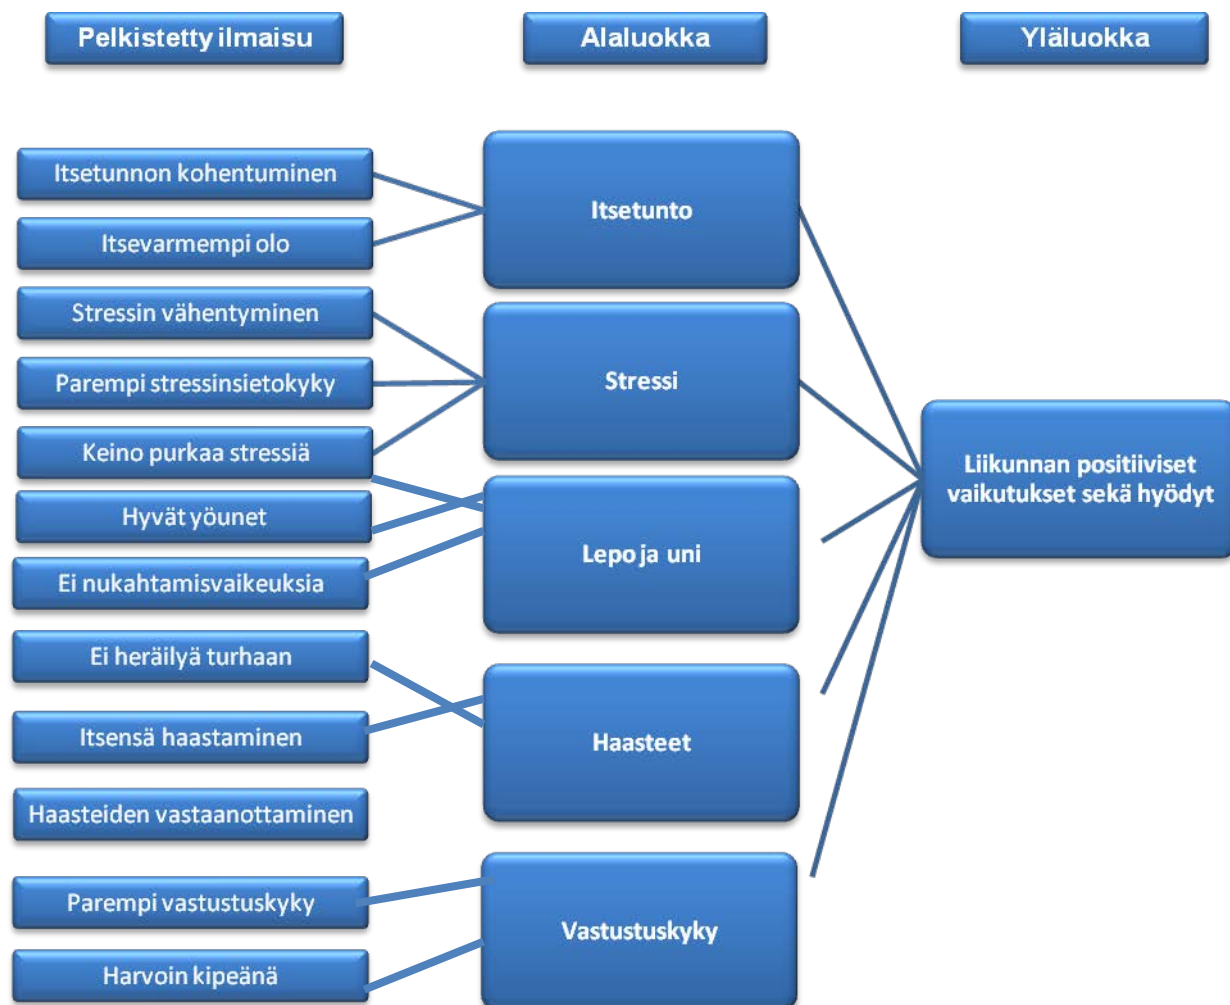 Pelkistetty ilmaisu
Alaluokka
Yläluokka
Itsetunnon kohentuminen
Itsevarmempi olo
Stressin vähentyminen
Parempi stressinsietokyky
Keino purkaa stressiä
Hyvät yöunet
Ei nukahtamisvaikeuksia
Ei heräilyä turhaan
Itsensä haastaminen
Haasteiden vastaanottaminen
Parempi vastustuskyky
Harvoin kipeänä
Itsetunto
Stressi
Lepo ja uni
Haasteet
Vastustuskyky
Liikunnan positiiviset
vaikutukset sekä hyödyt